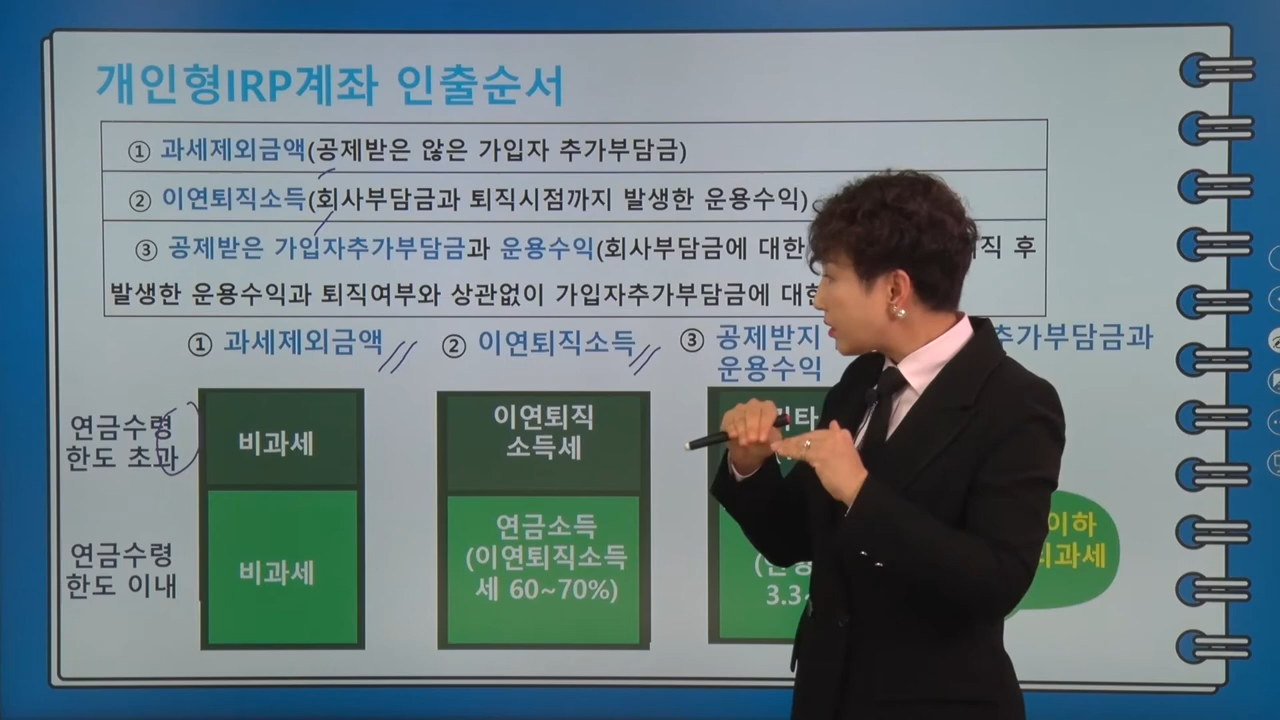 개인형IRP계좌 인출순서
① 과세제외금액(공제받은 않은 가입자 추가부담금)
② 이연퇴직소득(회사부담금과 퇴직시점까지 발생한 운용수익)
③ 공제받은 가입자추가부담금과 운용수익(회사부담금에 대한 직 후
발생한 운용수익과 퇴직여부와 상관없이 가입자추가부담금에 대한
① 과세제외금액 ② 이연퇴직소득 ③ 공제받지 추가부담금과
운용수익
연금수령
한도 초과
비과세
이연퇴직
소득세
기타
연금수령
한도 이내
비과세
연금소득
(이연퇴직소득
세 60~70%)
3.3~
이하
비과세